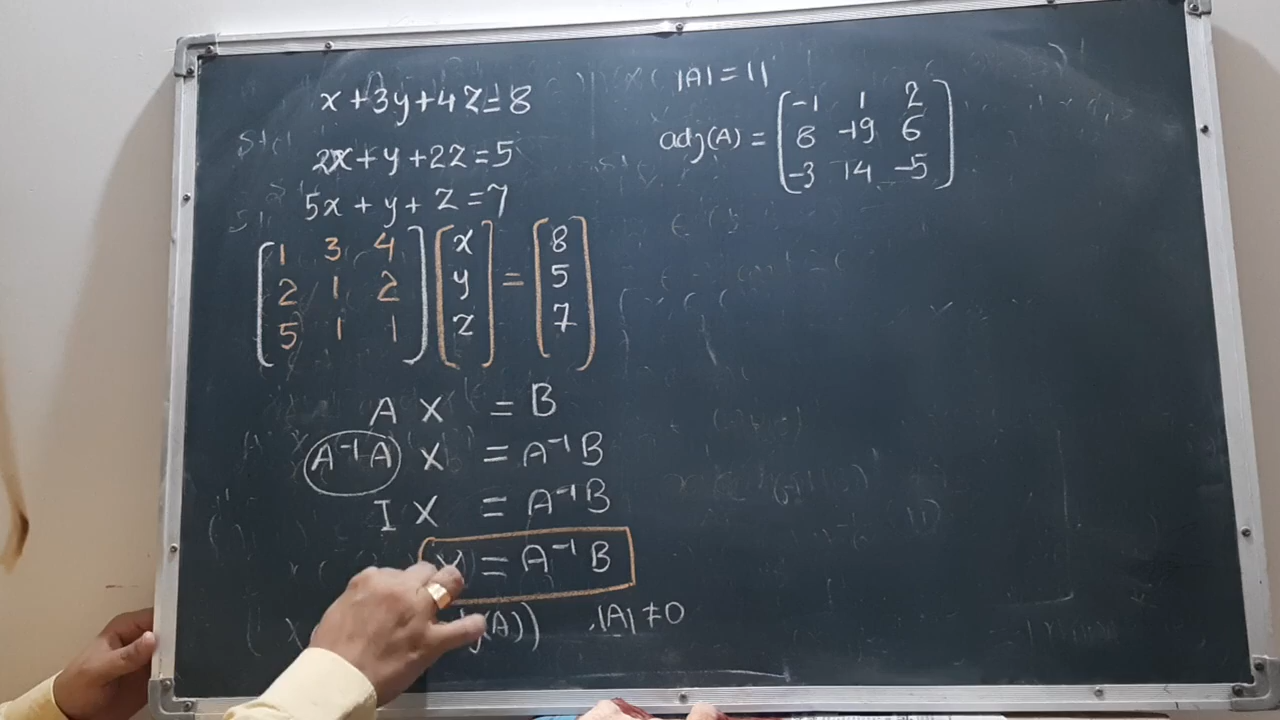 x + 3y + 4z = 8
2x + y + 2z = 5
5x + y + z = 7
[1 3 4] [x] = [8]
[2 1 2] [y] [5]
[5 1 1] [z] [7]
A X = B
A⁻¹A X = A⁻¹B
I X = A⁻¹B
X = A⁻¹B
(A)) |A| ≠ 0
|A| = 11
adj(A) = [-1 1 2]
[8 -19 6]
[-3 14 -5]